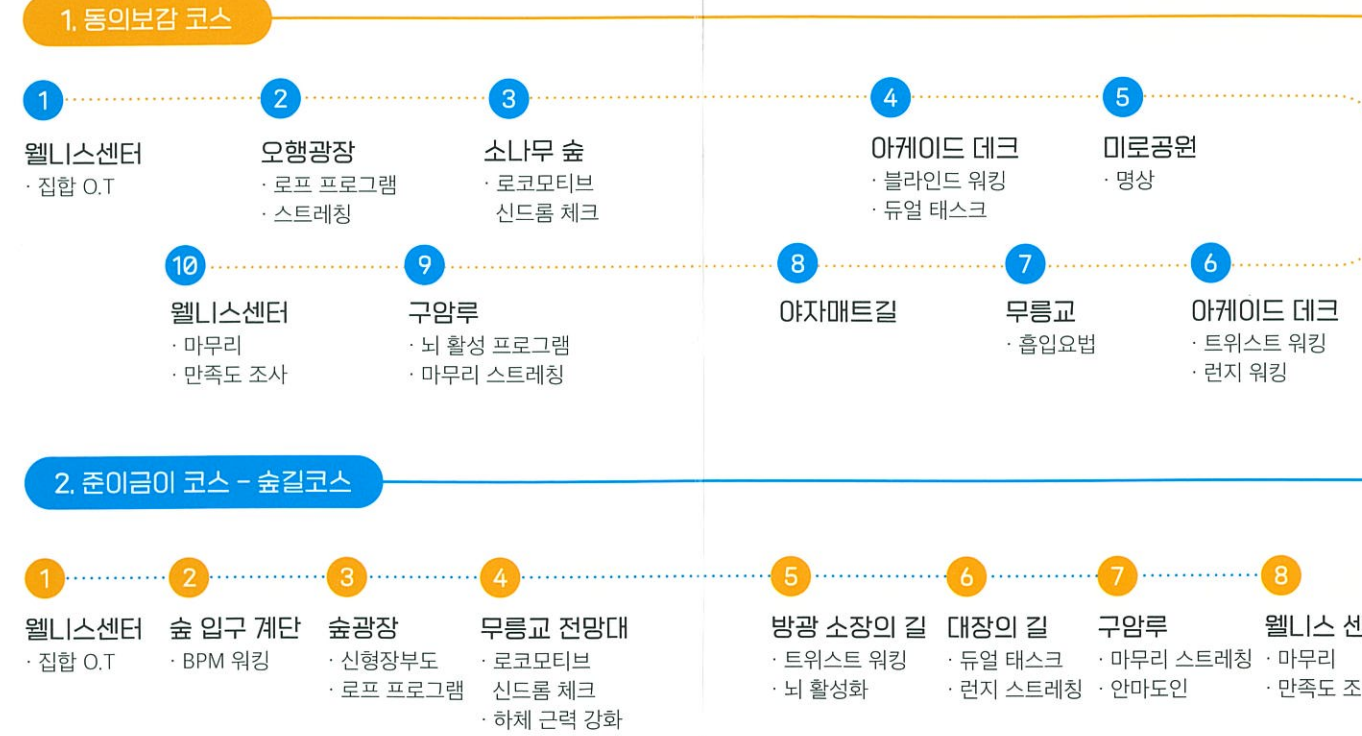 1. 동의보감 코스
1
웰니스센터
· 집합 O.T
2
오행광장
· 로프 프로그램
· 스트레칭
3
소나무 숲
· 로코모티브
신드롬 체크
4
아케이드 데크
· 블라인드 워킹
· 듀얼 태스크
5
미로공원
· 명상
6
아케이드 데크
· 트위스트 워킹
· 런지 워킹
7
무릉교
· 흡입요법
8
야자매트길
9
구암루
· 뇌 활성 프로그램
· 마무리 스트레칭
10
웰니스센터
· 마무리
· 만족도 조사
2. 준이금이 코스 - 숲길코스
1
웰니스센터
· 집합 O.T
2
숲 입구 계단
· BPM 워킹
3
숲광장
· 신형장부도
· 로프 프로그램
4
무릉교 전망대
· 로코모티브
신드롬 체크
· 하체 근력 강화
5
방광 소장의 길
· 트위스트 워킹
· 뇌 활성화
6
대장의 길
· 듀얼 태스크
· 런지 스트레칭
7
구암루
· 마무리 스트레칭
· 안마도인
8
웰니스 센
· 마무리
· 만족도 조